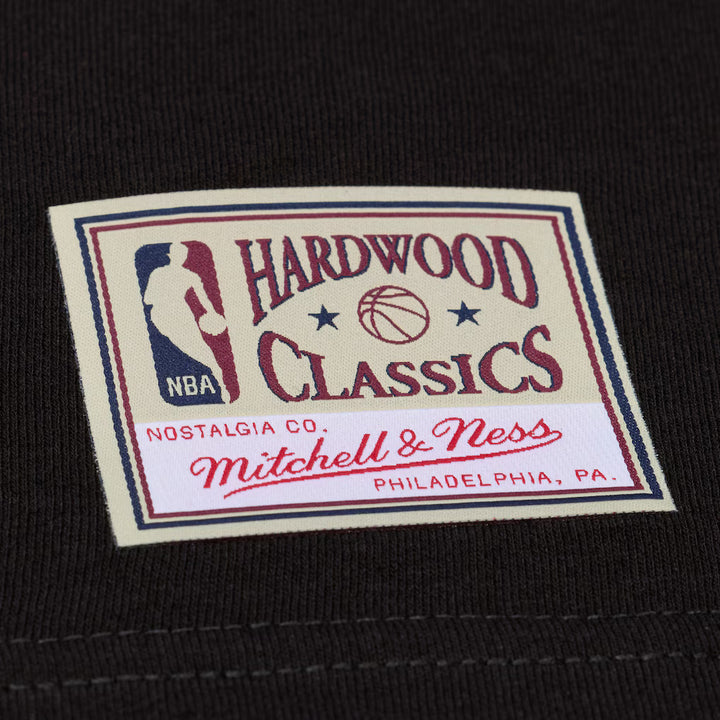 HARDWOOD
CLASSICS
NBA
NOSTALGIA CO.
Mitchell & Ness
PHILADELPHIA, PA.